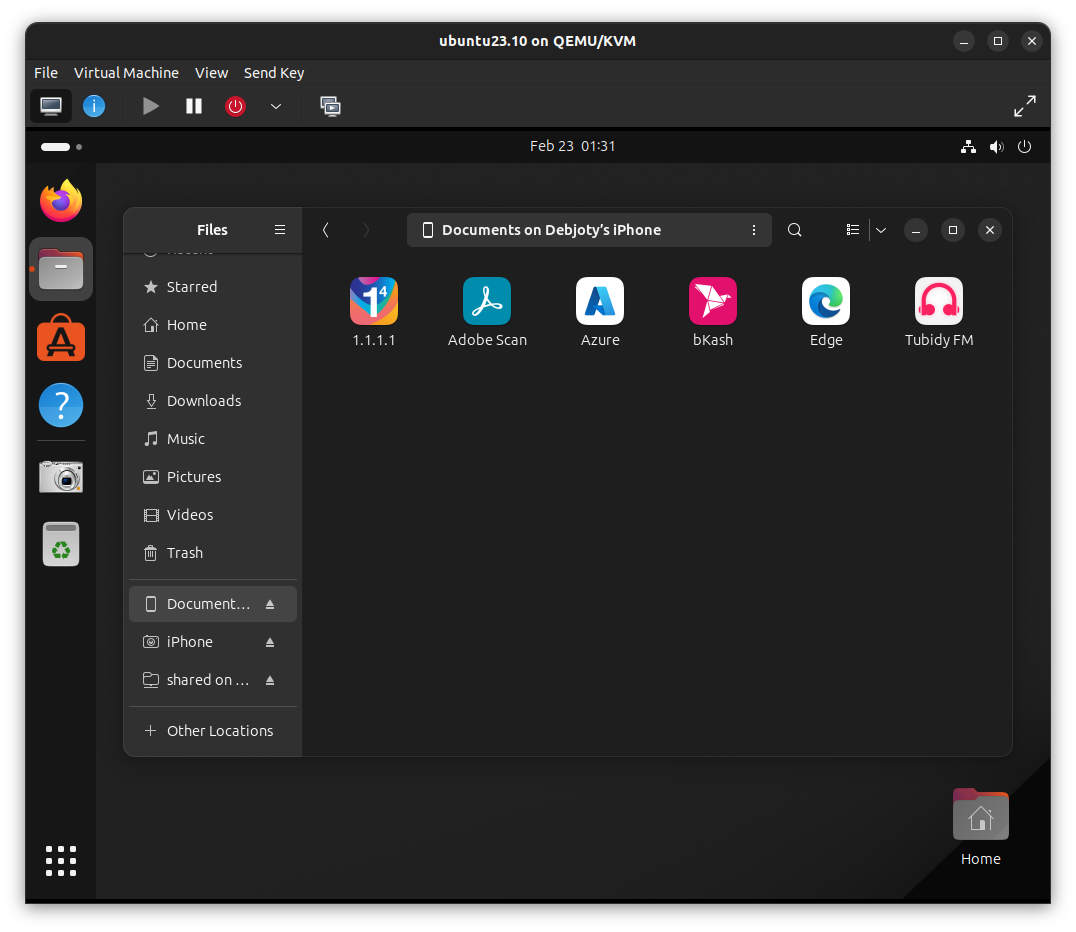 ubuntu23.10 on QEMU/KVM
File Virtual Machine View Send Key
Feb 23 01:31
Files
Documents on Debjoty’s iPhone
Starred
Home
Documents
Downloads
Music
Pictures
Videos
Trash
Document…
iPhone
shared on …
Other Locations
1.1.1.1
Adobe Scan
Azure
bKash
Edge
Tubidy FM
Home